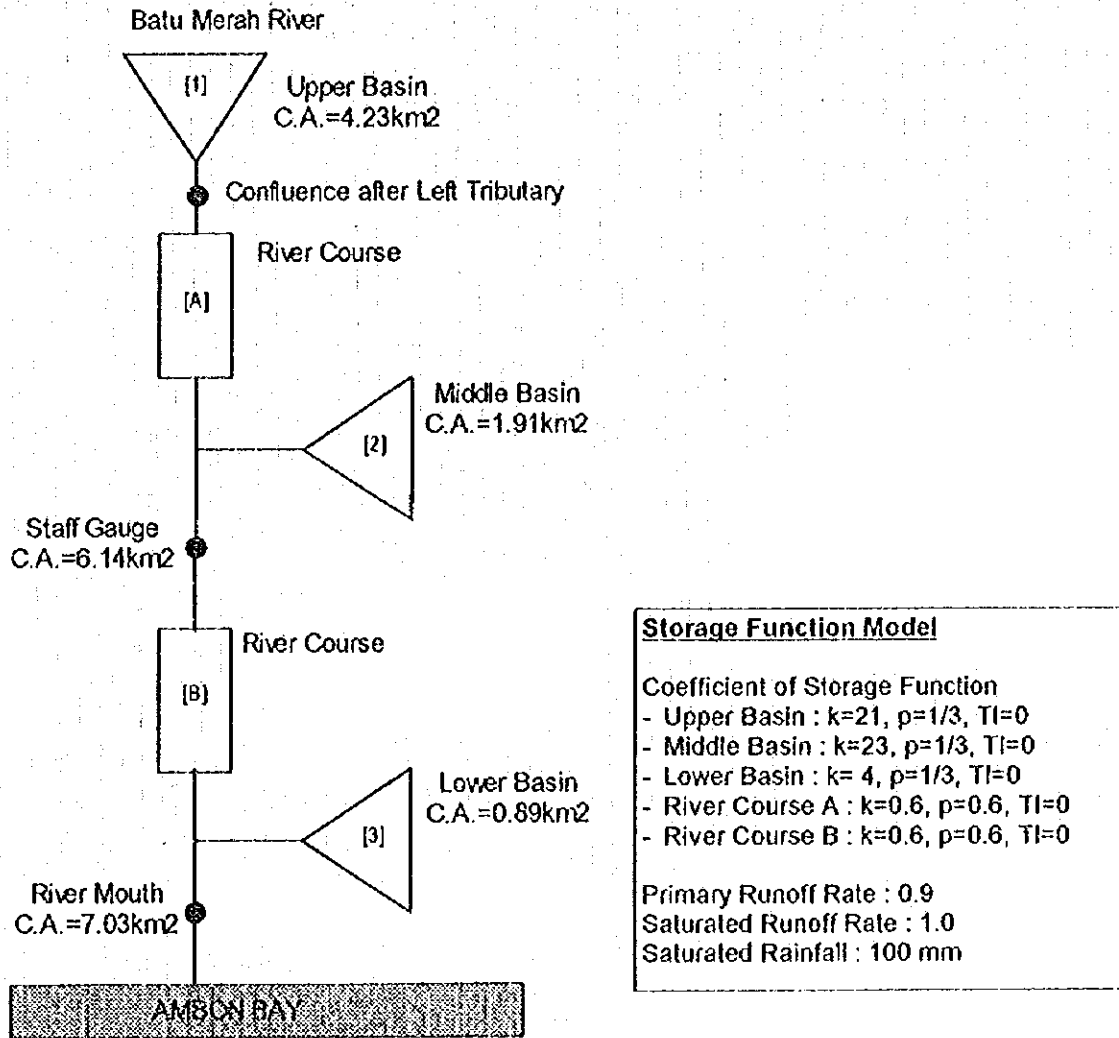 Batu Merah River
[1]
Upper Basin
C.A.=4.23km2
Confluence after Left Tributary
River Course
[A]
Middle Basin
C.A.=1.91km2
[2]
Staff Gauge
C.A.=6.14km2
River Course
[B]
Lower Basin
C.A.=0.89km2
[3]
River Mouth
C.A.=7.03km2
AMBON BAY
Storage Function Model
Coefficient of Storage Function
- Upper Basin : k=21, p=1/3, Tl=0
- Middle Basin : k=23, p=1/3, Tl=0
- Lower Basin : k= 4, p=1/3, Tl=0
- River Course A : k=0.6, p=0.6, Tl=0
- River Course B : k=0.6, p=0.6, Tl=0
Primary Runoff Rate : 0.9
Saturated Runoff Rate : 1.0
Saturated Rainfall : 100 mm